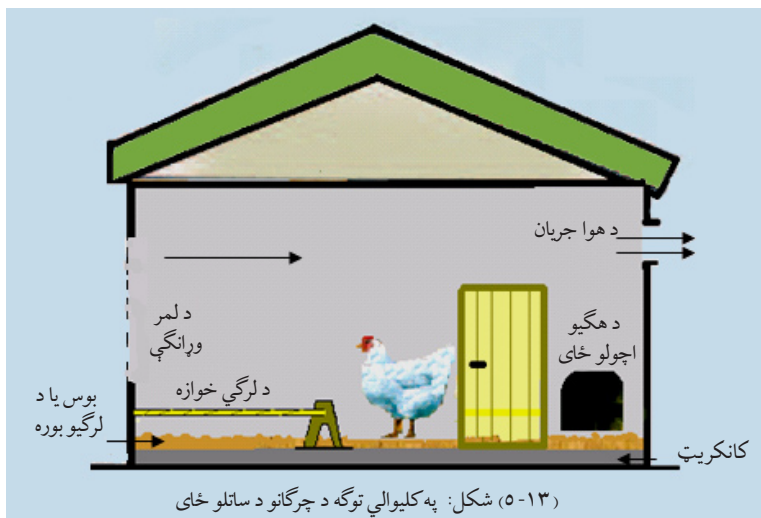 د هوا جریان
د لمر
وړانګې
د هګیو
اچولو ځای
د لرګي خوازه
بوس یا د
لرګیو بوره
کانکریټ
(۱۳-۵) شکل: په کلیوالي توګه د چرګانو د ساتلو ځای